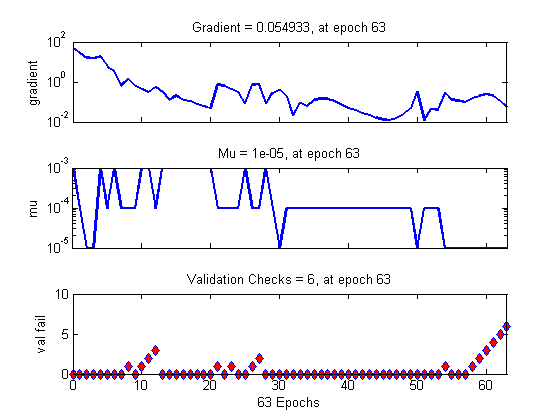 Gradient = 0.054933, at epoch 63
10^2
10^0
10^-2
gradient
Mu = 1e-05, at epoch 63
10^-3
10^-4
10^-5
mu
Validation Checks = 6, at epoch 63
10
5
0
val fail
0 10 20 30 40 50 60
63 Epochs